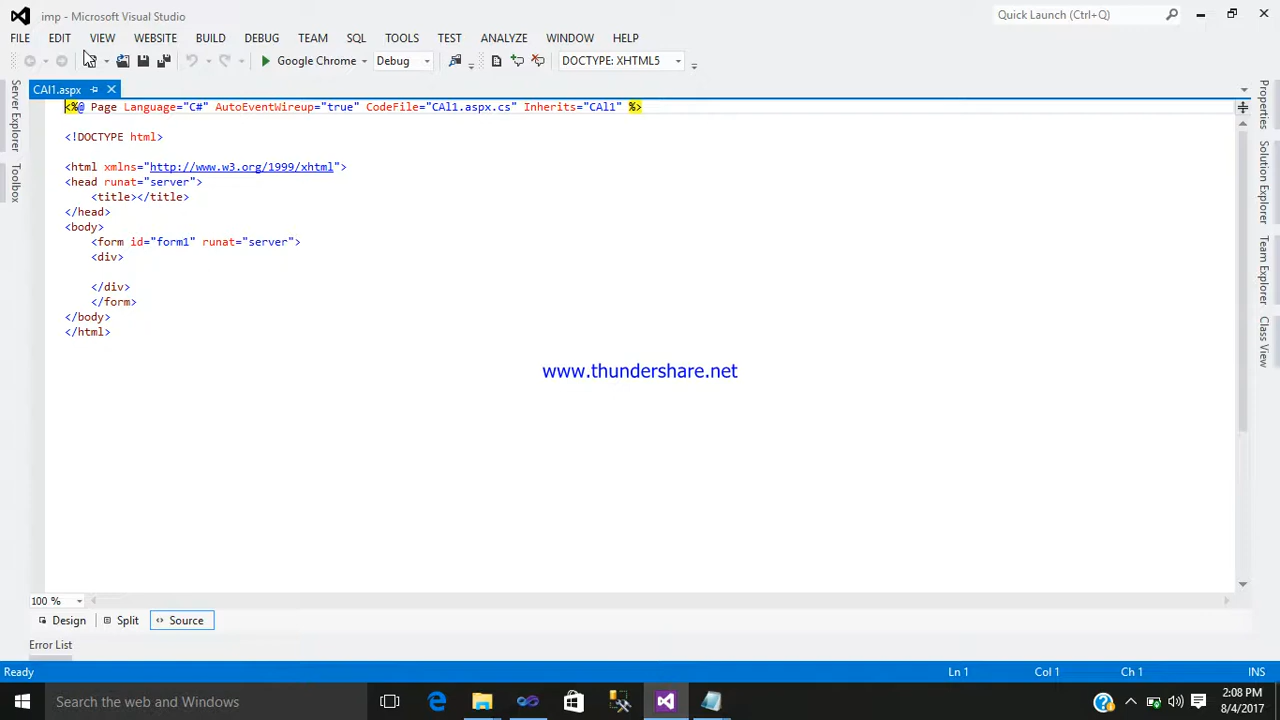 imp - Microsoft Visual Studio
Quick Launch (Ctrl+Q)
FILE EDIT VIEW WEBSITE BUILD DEBUG TEAM SQL TOOLS TEST ANALYZE WINDOW HELP
Google Chrome Debug DOCTYPE: XHTML5
CAl1.aspx
<%@ Page Language="C#" AutoEventWireup="true" CodeFile="CAl1.aspx.cs" Inherits="CAl1" %>
<!DOCTYPE html>
<html xmlns="http://www.w3.org/1999/xhtml">
<head runat="server">
<title></title>
</head>
<body>
<form id="form1" runat="server">
<div>
</div>
</form>
</body>
</html>
www.thundershare.net
Server Explorer
Toolbox
Properties
Solution Explorer
Team Explorer
Class View
100 %
Design Split Source
Error List
Ready Ln 1 Col 1 Ch 1 INS
Search the web and Windows
2:08 PM
8/4/2017